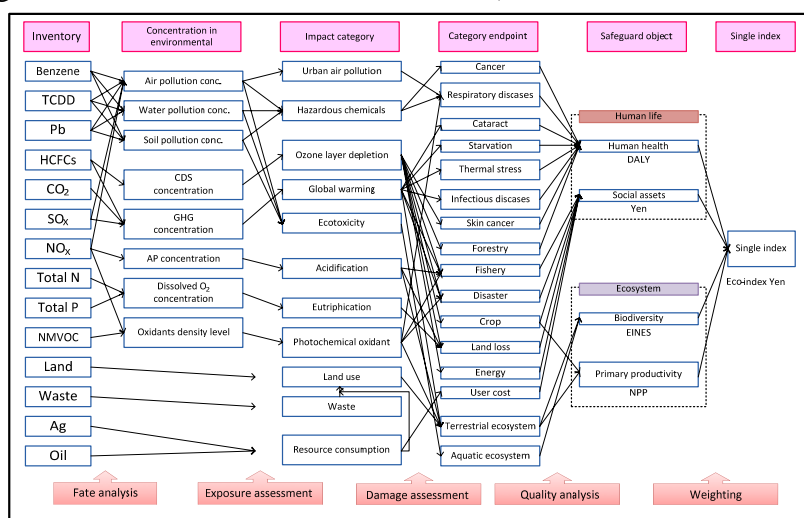 Inventory
Concentration in
environmental
Impact category
Category endpoint
Safeguard object
Single index
Benzene
TCDD
Pb
HCFCs
CO2
SOX
NOX
Total N
Total P
NMVOC
Land
Waste
Ag
Oil
Air pollution conc.
Water pollution conc.
Soil pollution conc.
CDS
concentration
GHG
concentration
AP concentration
Dissolved O2
concentration
Oxidants density level
Urban air pollution
Hazardous chemicals
Ozone layer depletion
Global warming
Ecotoxicity
Acidification
Eutriphication
Photochemical oxidant
Land use
Waste
Resource consumption
Cancer
Respiratory diseases
Cataract
Starvation
Thermal stress
Infectious diseases
Skin cancer
Forestry
Fishery
Disaster
Crop
Land loss
Energy
User cost
Terrestrial ecosystem
Aquatic ecosystem
Human life
Human health
DALY
Social assets
Yen
Ecosystem
Biodiversity
EINES
Primary productivity
NPP
Single index
Eco-index Yen
Fate analysis
Exposure assessment
Damage assessment
Quality analysis
Weighting